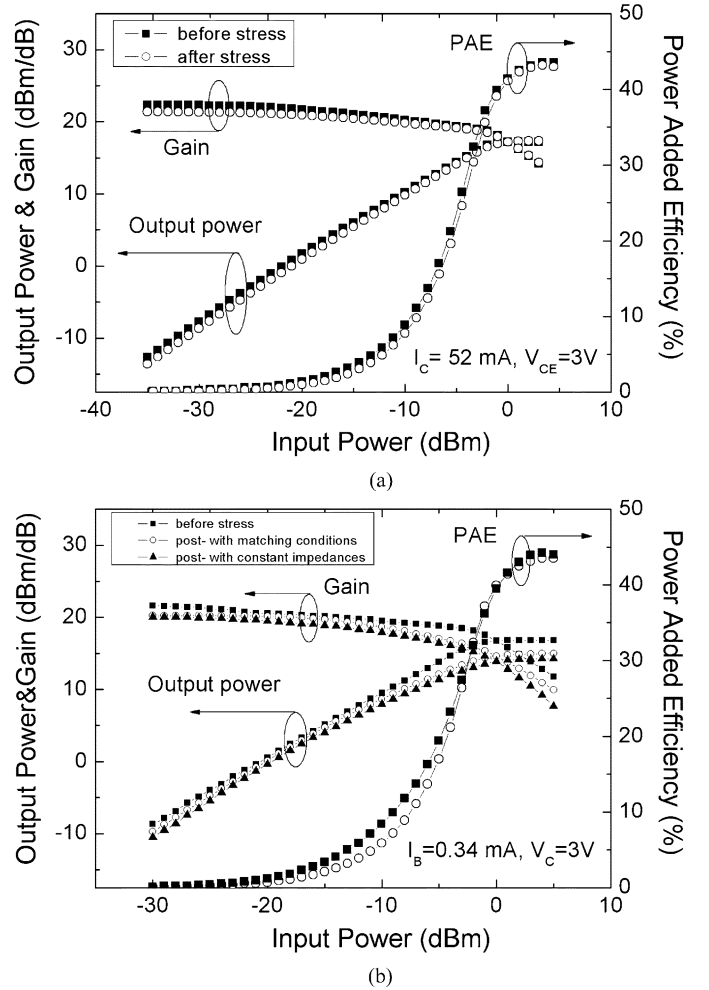 before stress
after stress
PAE
Gain
Output power
I_C= 52 mA, V_CE=3V
30
20
10
0
-10
50
40
30
20
10
0
-40 -30 -20 -10 0 10
Output Power & Gain (dBm/dB)
Power Added Efficiency (%)
Input Power (dBm)
(a)
before stress
post- with matching conditions
post- with constant impedances
PAE
Gain
Output power
I_B=0.34 mA, V_C=3V
30
20
10
0
-10
50
40
30
20
10
0
-30 -20 -10 0 10
Output Power&Gain (dBm/dB)
Power Added Efficiency (%)
Input Power (dBm)
(b)